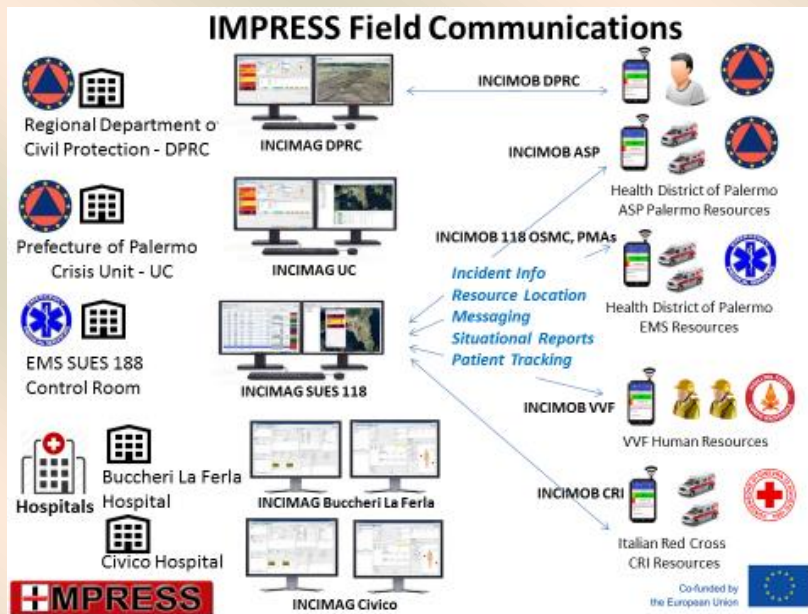 IMPRESS Field Communications
Regional Department o
Civil Protection - DPRC
INCIMAG DPRC
INCIMOB DPRC
INCIMOB ASP
Health District of Palermo
ASP Palermo Resources
Prefecture of Palermo
Crisis Unit - UC
INCIMAG UC
INCIMOB 118 OSMC, PMAs
Incident Info
Resource Location
Messaging
Situational Reports
Patient Tracking
Health District of Palermo
EMS Resources
EMS SUES 188
Control Room
INCIMAG SUES 118
INCIMOB VVF
VVF Human Resources
Hospitals
Buccheri La Ferla
Hospital
INCIMAG Buccheri La Ferla
INCIMOB CRI
Italian Red Cross
CRI Resources
Civico Hospital
INCIMAG Civico
IMPRESS
Co-funded by
the European Union